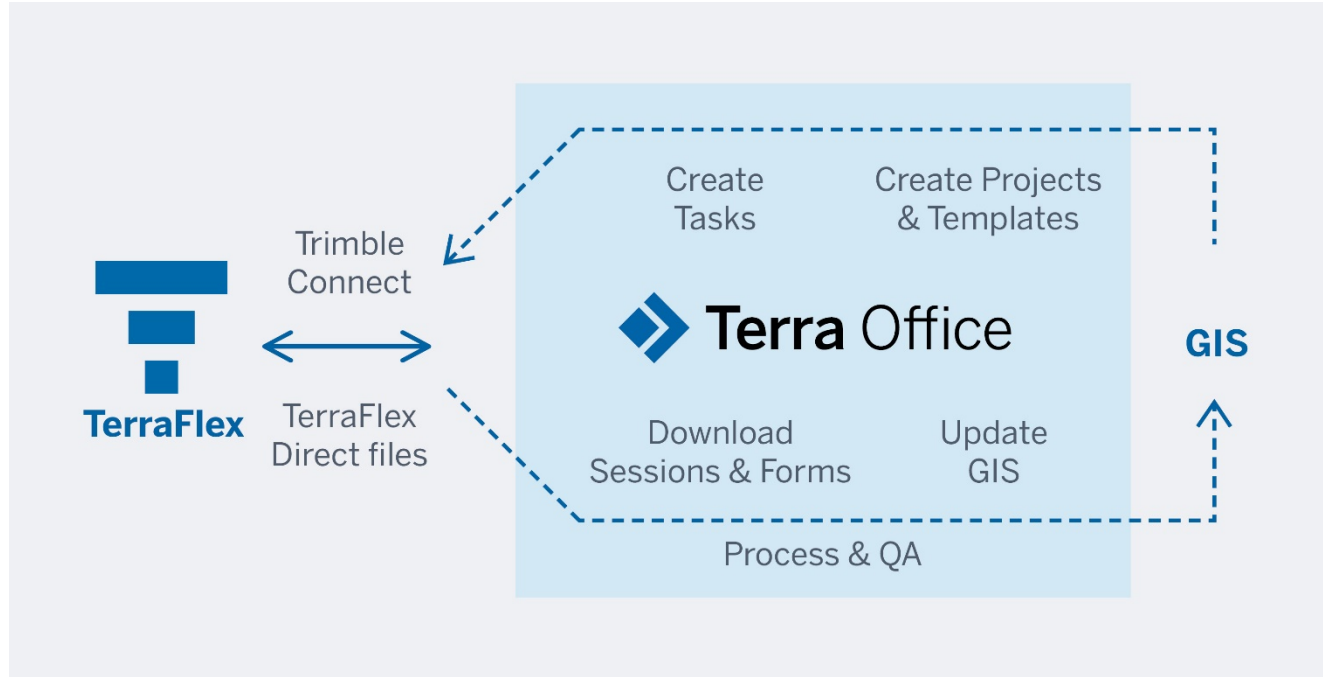 Create
Tasks
Create Projects
& Templates
Trimble
Connect
Terra Office
GIS
TerraFlex
TerraFlex
Direct files
Download
Sessions & Forms
Update
GIS
Process & QA